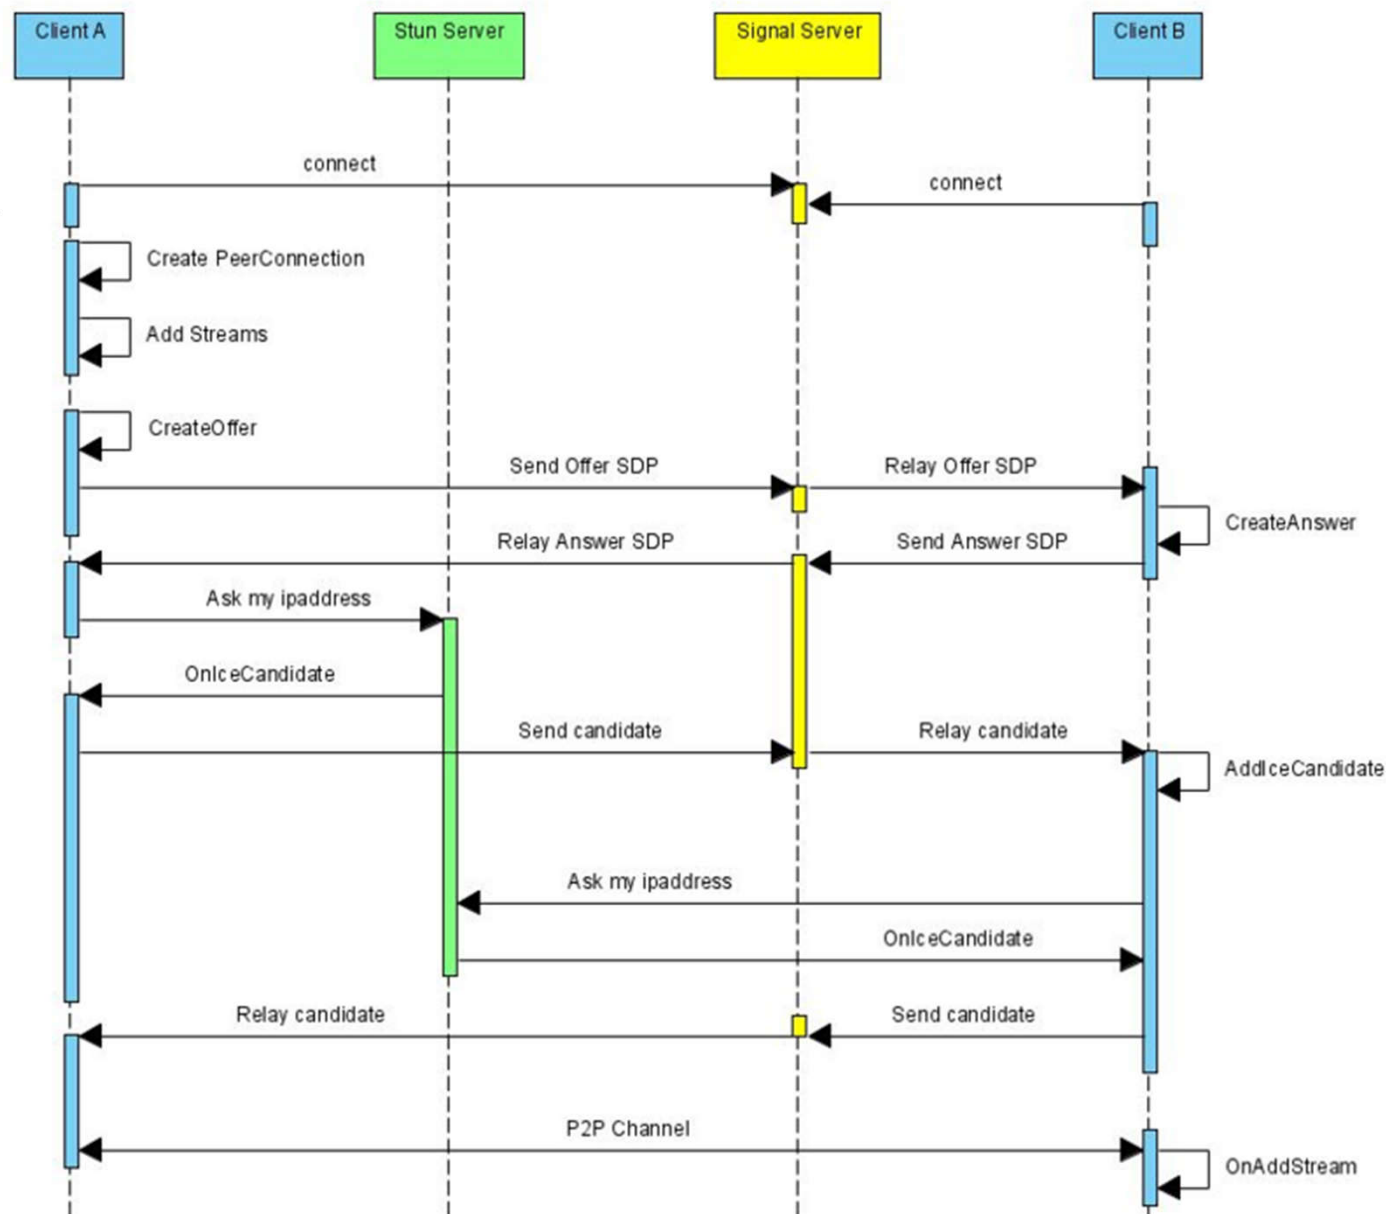 Client A
Stun Server
Signal Server
Client B
connect
connect
Create PeerConnection
Add Streams
CreateOffer
Send Offer SDP
Relay Offer SDP
CreateAnswer
Relay Answer SDP
Send Answer SDP
Ask my ipaddress
OnIceCandidate
Send candidate
Relay candidate
AddIceCandidate
Ask my ipaddress
OnIceCandidate
Relay candidate
Send candidate
P2P Channel
OnAddStream